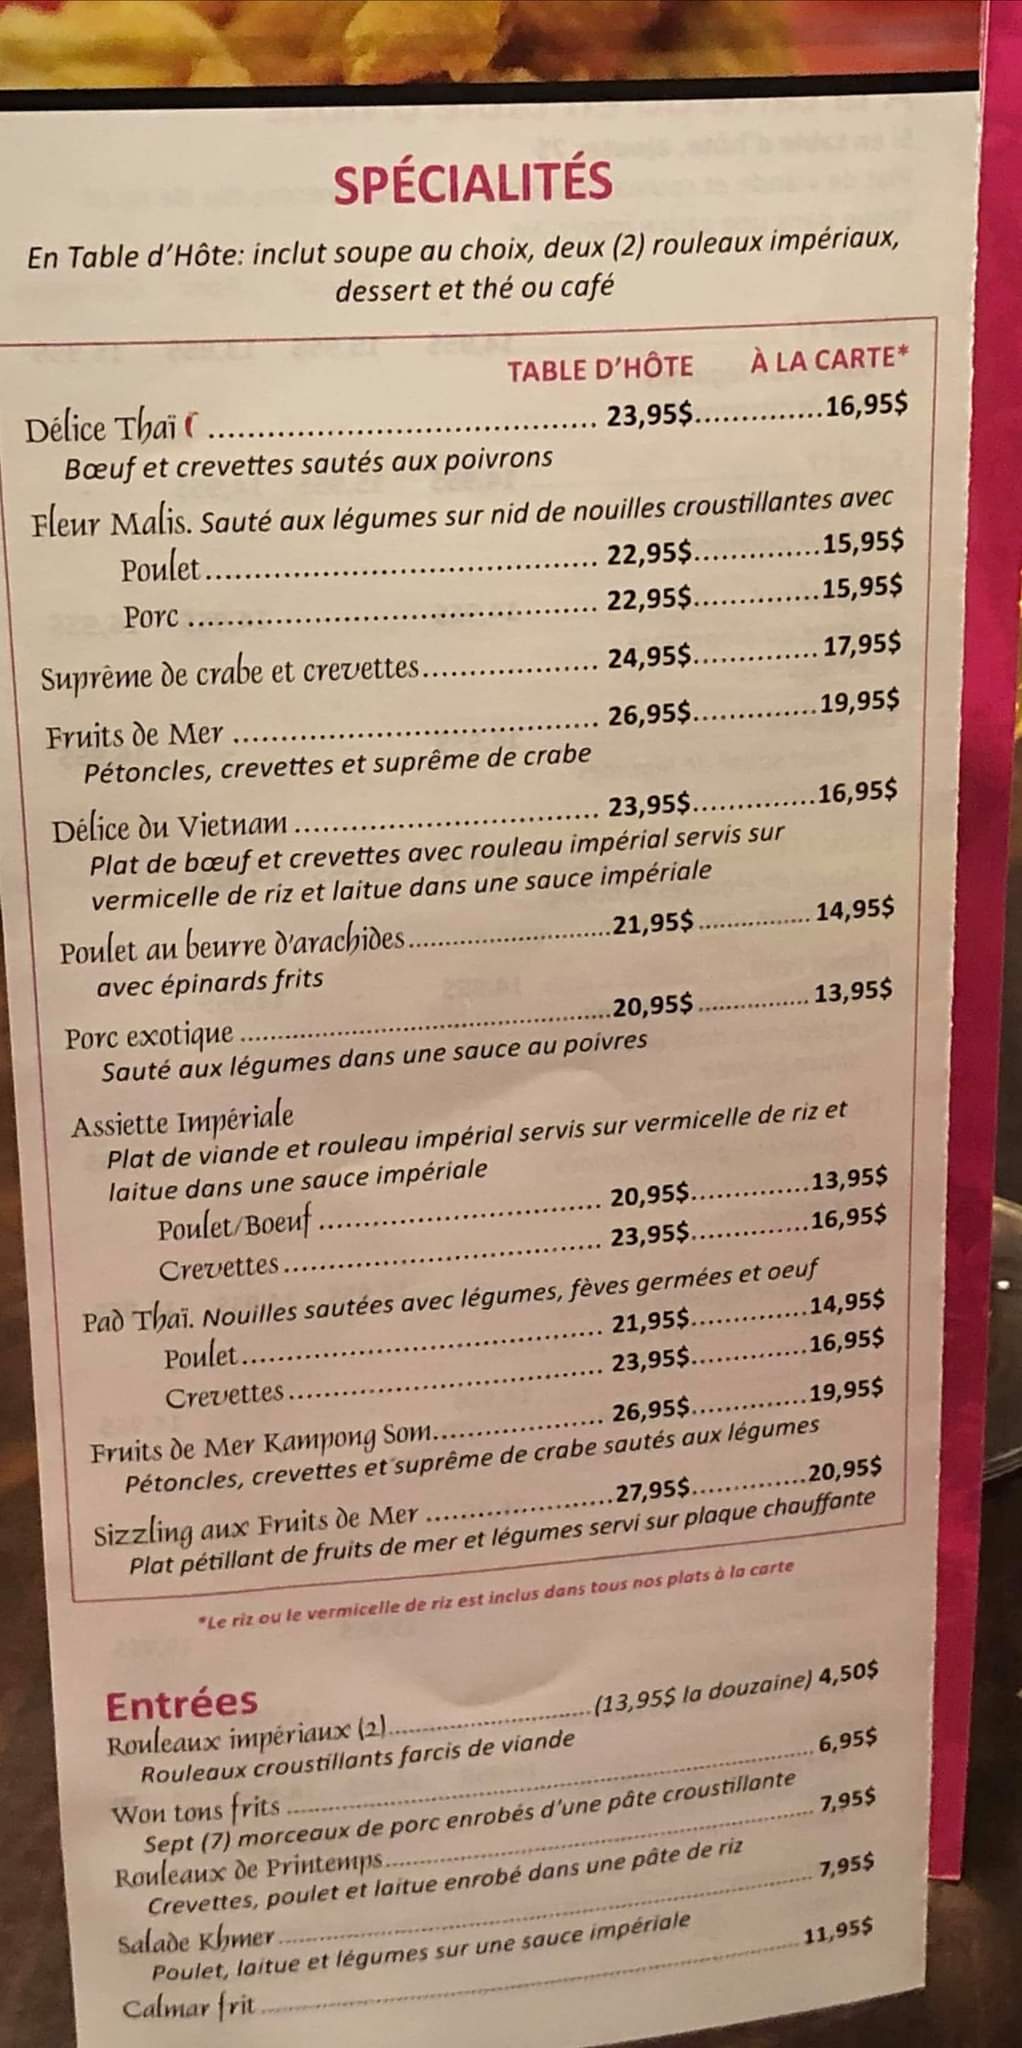 SPÉCIALITÉS
En Table d'Hôte: inclut soupe au choix, deux (2) rouleaux impériaux,
dessert et thé ou café
TABLE D'HÔTE À LA CARTE*
Délice Thaï ........ 23,95$ ........ 16,95$
Bœuf et crevettes sautés aux poivrons
Fleur Malis. Sauté aux légumes sur nid de nouilles croustillantes avec
Poulet ........ 22,95$ ........ 15,95$
Porc ........ 22,95$ ........ 15,95$
Suprême de crabe et crevettes ........ 24,95$ ........ 17,95$
Fruits de Mer ........ 26,95$ ........ 19,95$
Pétoncles, crevettes et suprême de crabe
Délice du Vietnam ........ 23,95$ ........ 16,95$
Plat de bœuf et crevettes avec rouleau impérial servis sur
vermicelle de riz et laitue dans une sauce impériale
Poulet au beurre d'arachides ........ 21,95$ ........ 14,95$
avec épinards frits
Porc exotique ........ 20,95$ ........ 13,95$
Sauté aux légumes dans une sauce au poivres
Assiette Impériale
Plat de viande et rouleau impérial servis sur vermicelle de riz et
laitue dans une sauce impériale
Poulet/Boeuf ........ 20,95$ ........ 13,95$
Crevettes ........ 23,95$ ........ 16,95$
Pad Thaï. Nouilles sautées avec légumes, fèves germées et oeuf
Poulet ........ 21,95$ ........ 14,95$
Crevettes ........ 23,95$ ........ 16,95$
Fruits de Mer Kampong Som ........ 26,95$ ........ 19,95$
Pétoncles, crevettes et suprême de crabe sautés aux légumes
Sizzling aux Fruits de Mer ........ 27,95$ ........ 20,95$
Plat pétillant de fruits de mer et légumes servi sur plaque chauffante
*Le riz ou le vermicelle de riz est inclus dans tous nos plats à la carte
Entrées
Rouleaux impériaux (2) ........ (13,95$ la douzaine) 4,50$
Rouleaux croustillants farcis de viande
Won tons frits ........ 6,95$
Sept (7) morceaux de porc enrobés d'une pâte croustillante
Rouleaux de Printemps ........ 7,95$
Crevettes, poulet et laitue enrobé dans une pâte de riz
Salade Khmer ........ 7,95$
Poulet, laitue et légumes sur une sauce impériale
Calmar frit ........ 11,95$